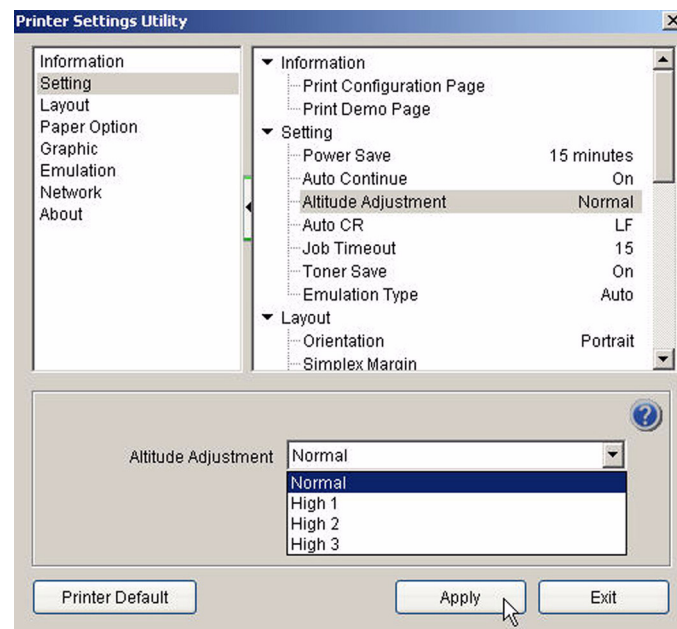 Printer Settings Utility
Information
Setting
Layout
Paper Option
Graphic
Emulation
Network
About
Information
Print Configuration Page
Print Demo Page
Setting
Power Save 15 minutes
Auto Continue On
Altitude Adjustment Normal
Auto CR LF
Job Timeout 15
Toner Save On
Emulation Type Auto
Layout
Orientation Portrait
Simplex Margin
?
Altitude Adjustment Normal
Normal
High 1
High 2
High 3
Printer Default Apply Exit